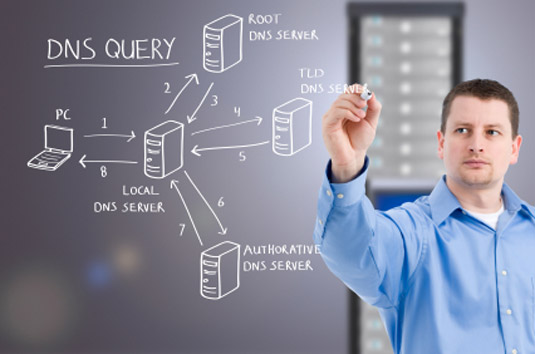 DNS QUERY
ROOT
DNS SERVER
TLD
DNS SERVER
PC
1
2
3
4
5
8
LOCAL
DNS SERVER
6
7
AUTHORATIVE
DNS SERVER